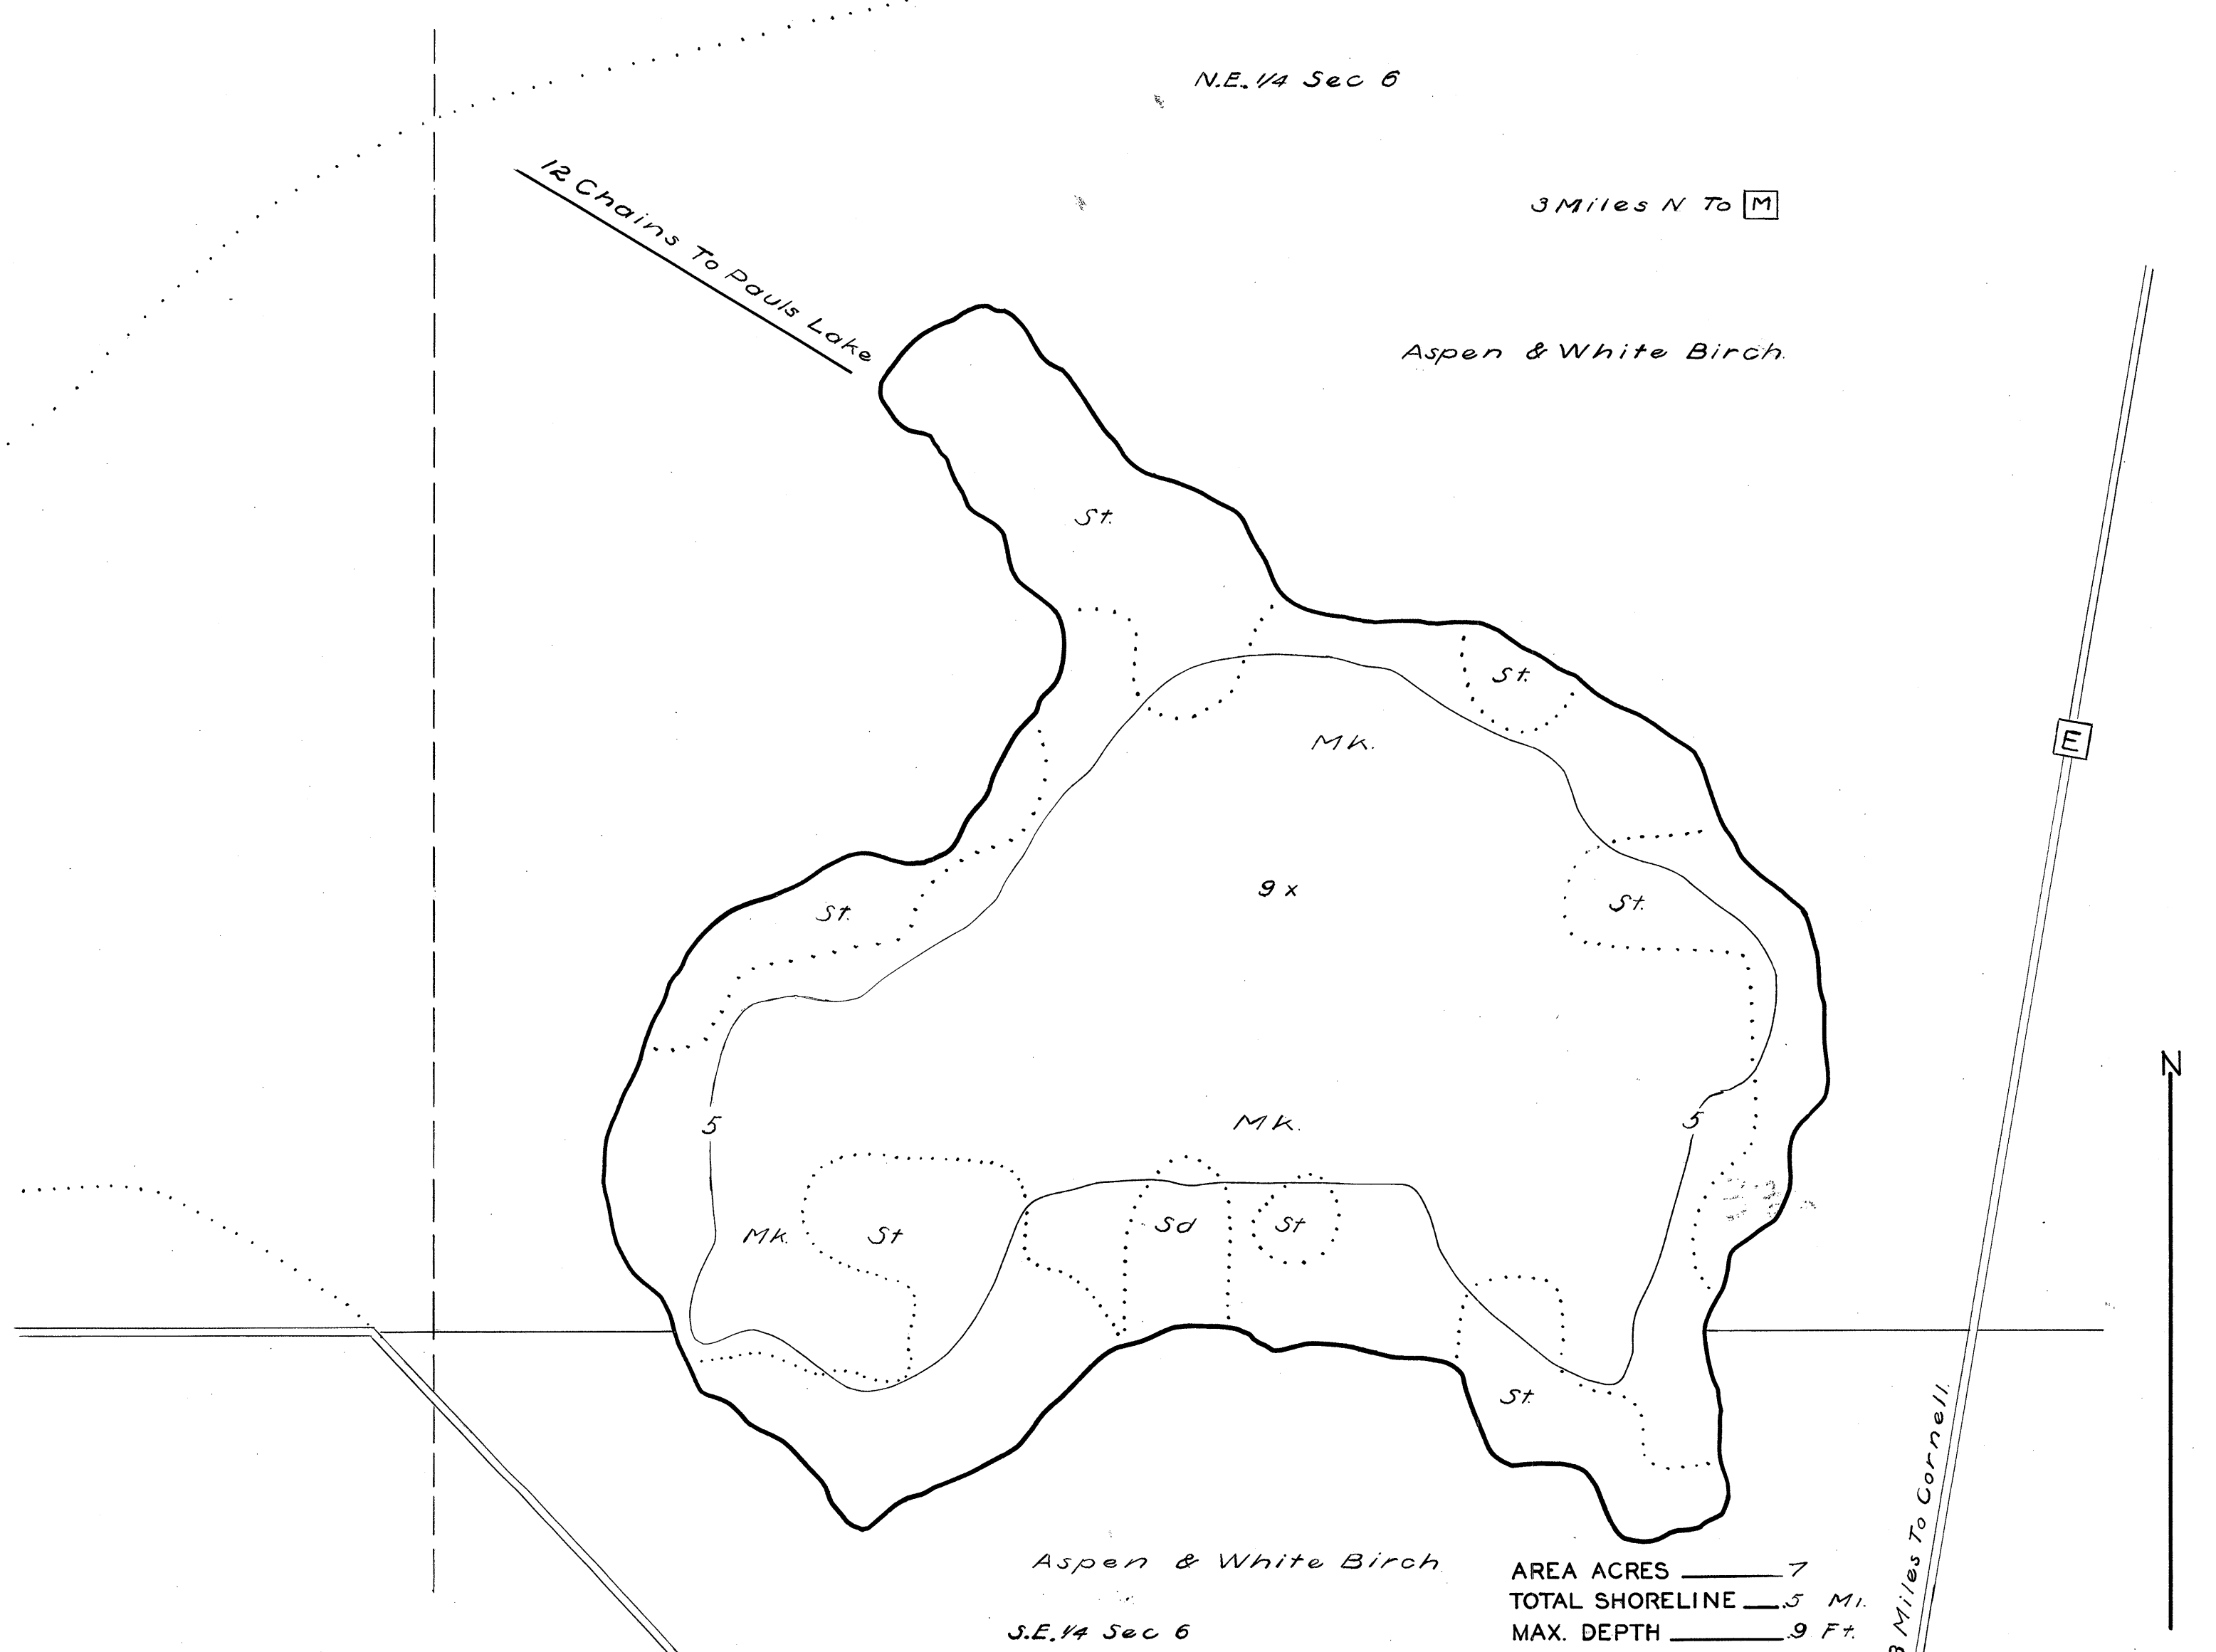 N.E. 1/4 Sec 6
12 Chains To Pauls Lake
3 Miles N To M
Aspen & White Birch.
St.
St.
MK.
E
9 x
St.
St.
N
5
MK.
5
MK.
St
Sd
St
St.
Miles To Cornell.
Aspen & White Birch
AREA ACRES 7
TOTAL SHORELINE .5 MI.
S.E. 1/4 Sec 6
MAX. DEPTH 9 Ft.